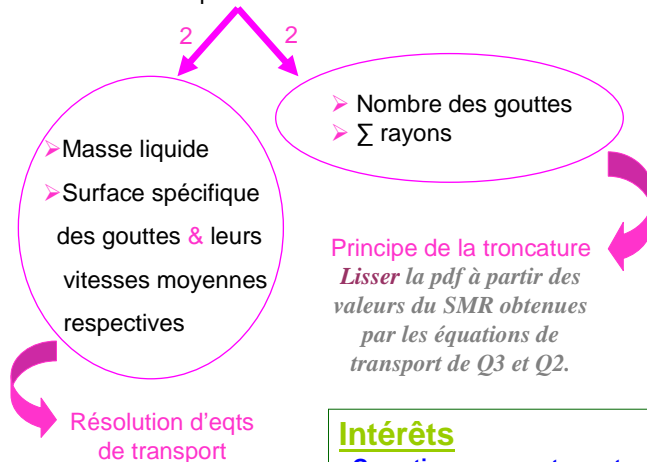 2
2
➢ Masse liquide
➢ Surface spécifique
des gouttes & leurs
vitesses moyennes
respectives
➢ Nombre des gouttes
➢ ∑ rayons
Principe de la troncature
Lisser la pdf à partir des
valeurs du SMR obtenues
par les équations de
transport de Q3 et Q2.
Résolution d'eqts
de transport
Intérêts